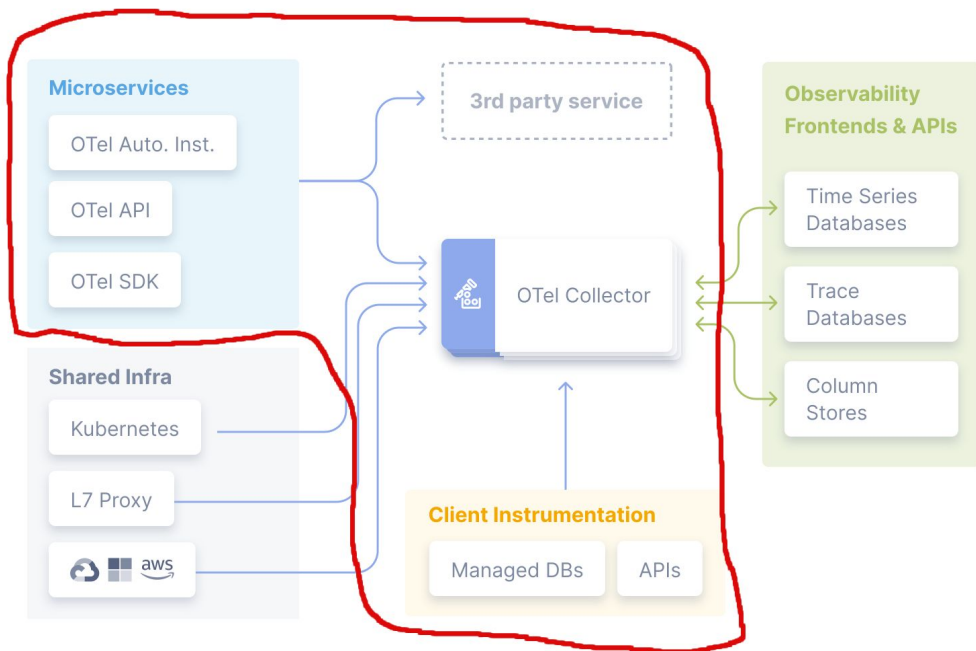 Microservices
OTel Auto. Inst.
OTel API
OTel SDK
3rd party service
OTel Collector
Shared Infra
Kubernetes
L7 Proxy
aws
Client Instrumentation
Managed DBs
APIs
Observability
Frontends & APIs
Time Series
Databases
Trace
Databases
Column
Stores